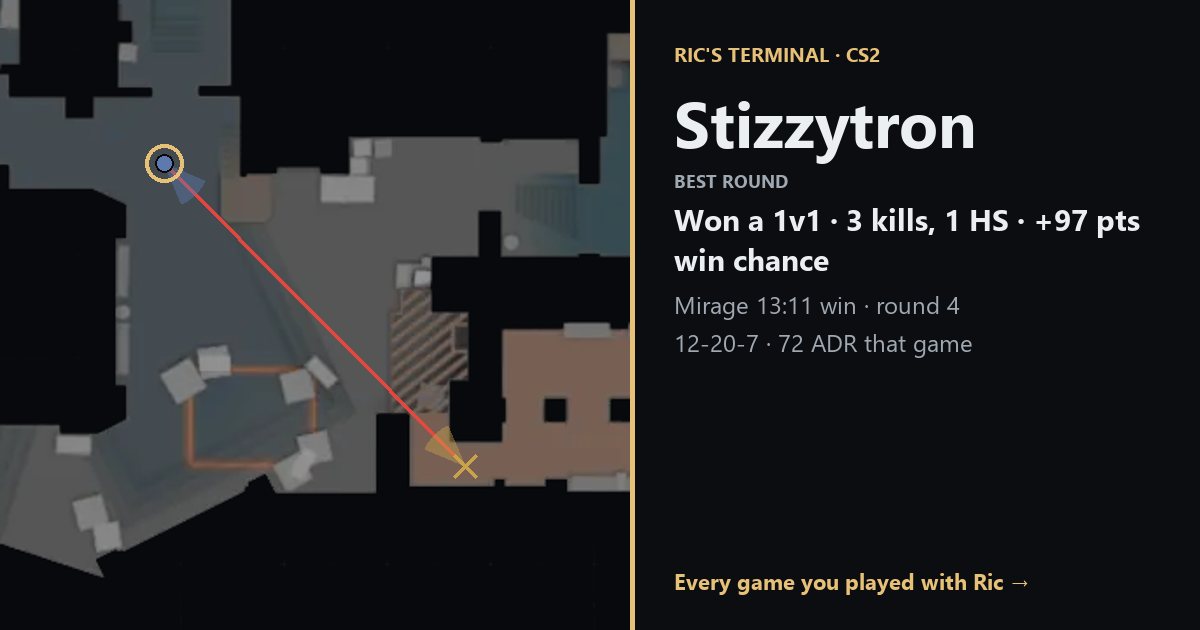 RIC'S TERMINAL · CS2
Stizzytron
BEST ROUND
Won a 1v1 · 3 kills, 1 HS · +97 pts
win chance
Mirage 13:11 win · round 4
12-20-7 · 72 ADR that game
Every game you played with Ric →